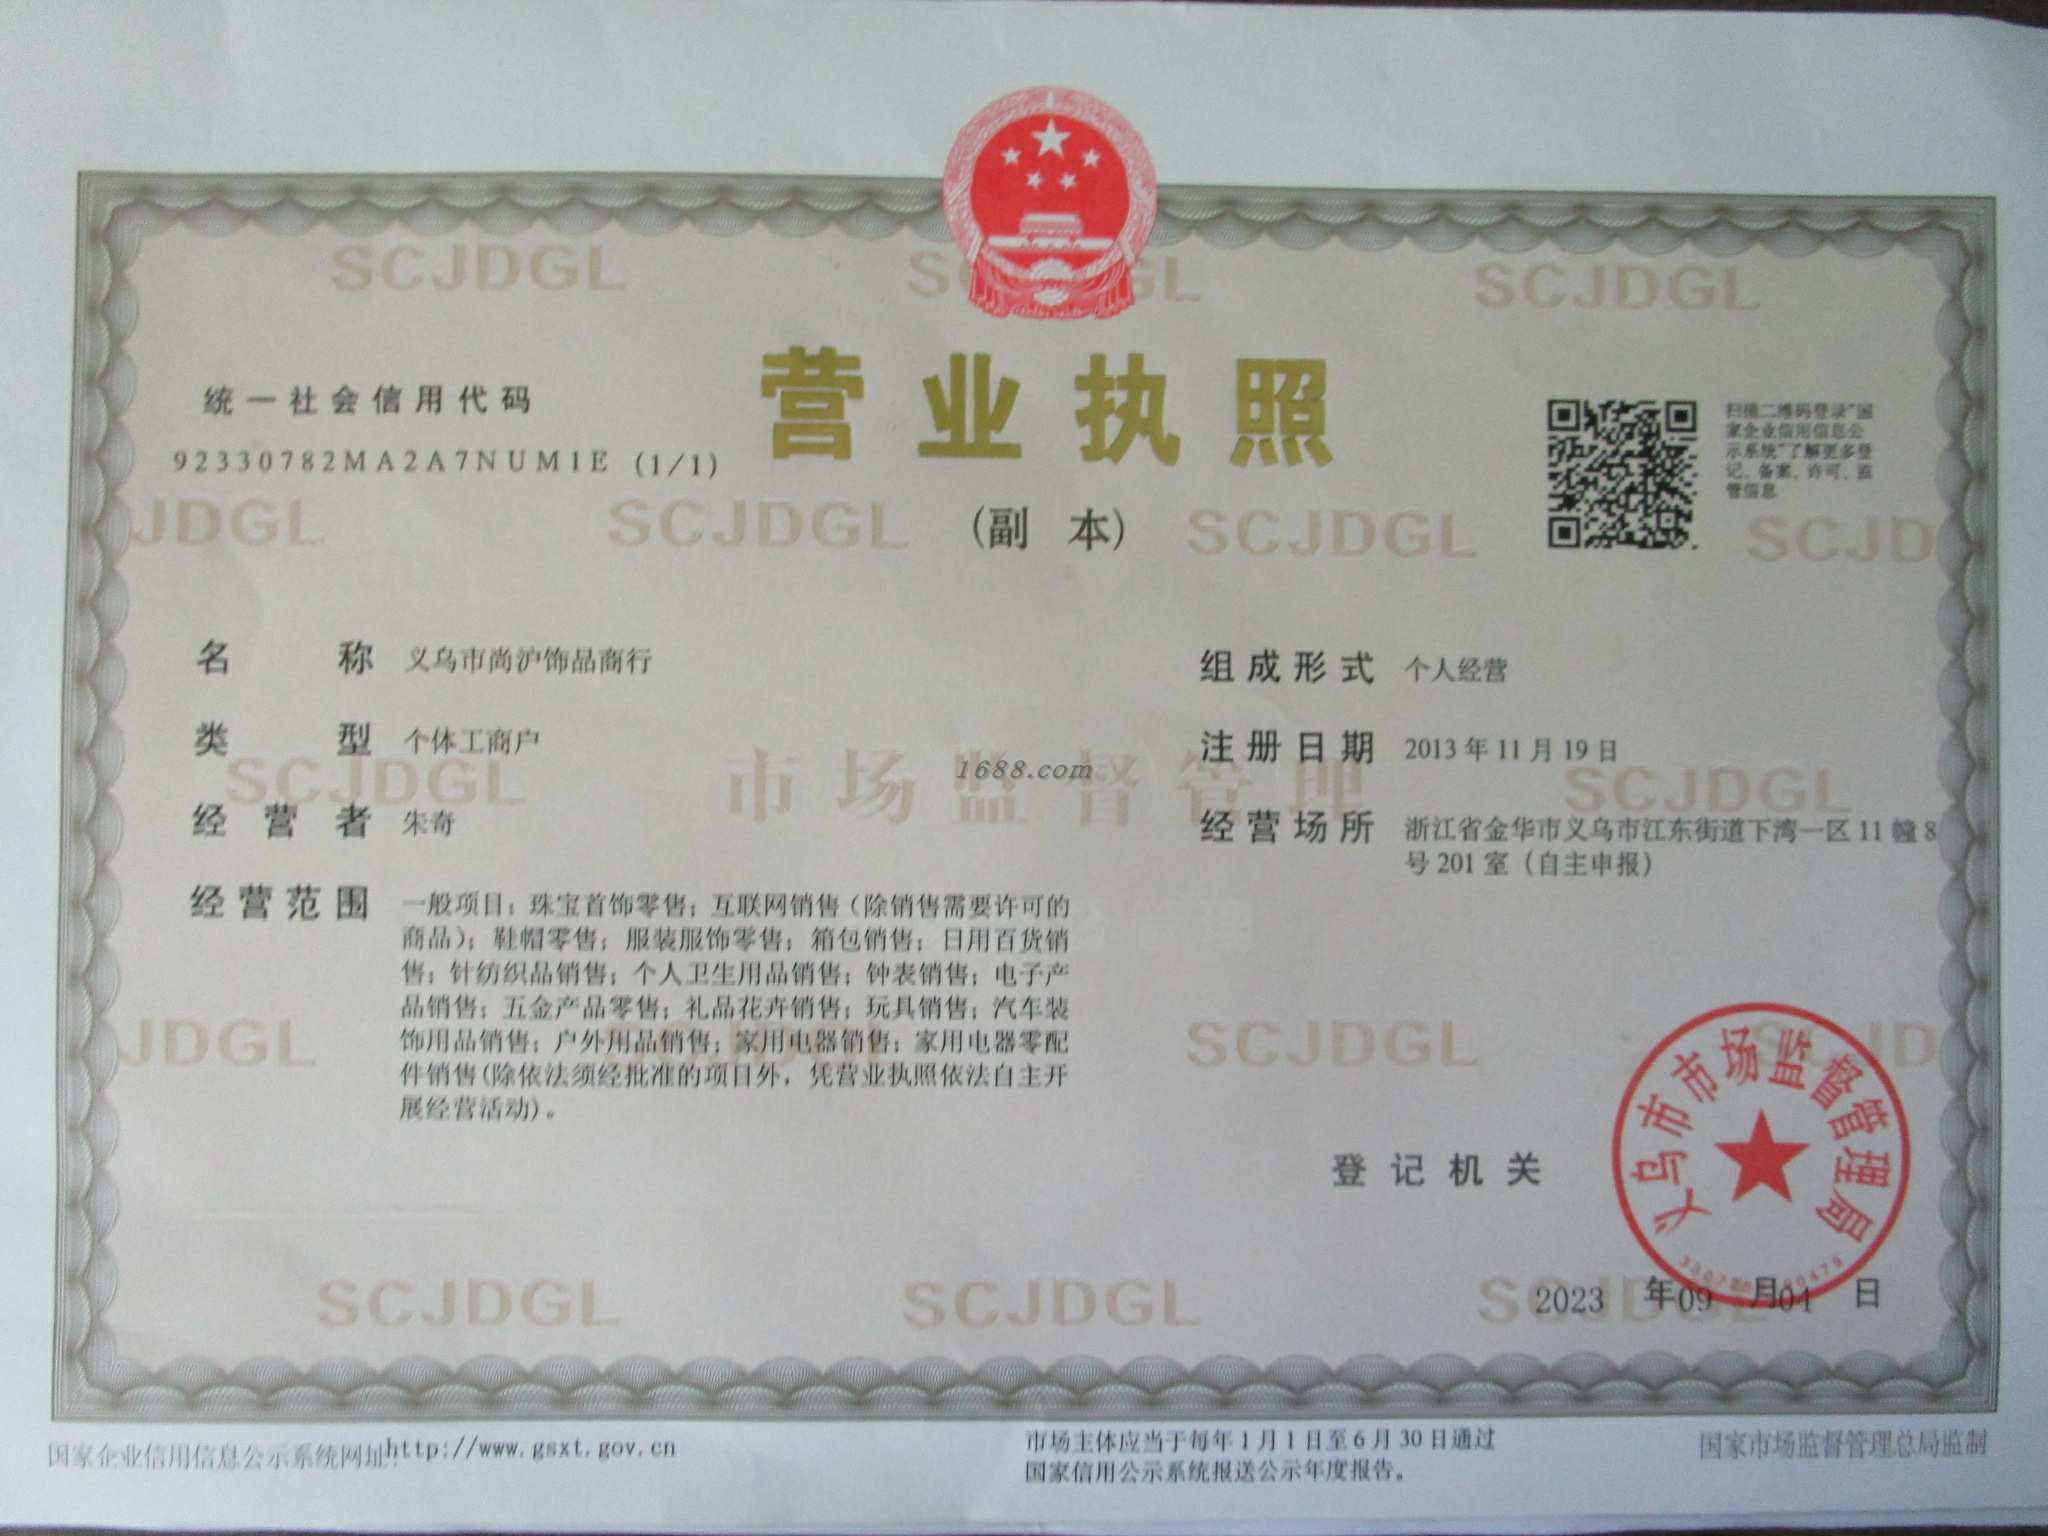 SCJDGL
SCJDGL
SCJDGL
营业执照
(副 本)
统一社会信用代码
92330782MA2A7NUM1E (1/1)
扫描二维码登录"国
家企业信用信息公
示系统"了解更多登
记、备案、许可、监
管信息
JDGL
SCJDGL
SCJDGL
SCJD
名 称 义乌市尚沪饰品商行
类 型 个体工商户
经营者 朱奇
经营范围 一般项目：珠宝首饰零售；互联网销售（除销售需要许可的
商品）；鞋帽零售；服装服饰零售；箱包销售；日用百货销
售；针纺织品销售；个人卫生用品销售；钟表销售；电子产
品销售；五金产品零售；礼品花卉销售；玩具销售；汽车装
饰用品销售；户外用品销售；家用电器销售；家用电器零配
件销售(除依法须经批准的项目外，凭营业执照依法自主开
展经营活动)。
组成形式 个人经营
注册日期 2013年11月19日
经营场所 浙江省金华市义乌市江东街道下湾一区11幢8
号201室（自主申报）
SCJDGL
市场监督管理
1688.com
SCJDGL
JDGL
SCJDGL
登记机关
义乌市市场监督管理局
2023 年09 月01 日
SCJDGL
SCJDGL
国家企业信用信息公示系统网址：http://www.gsxt.gov.cn
市场主体应当于每年1月1日至6月30日通过
国家信用公示系统报送公示年度报告。
国家市场监督管理总局监制